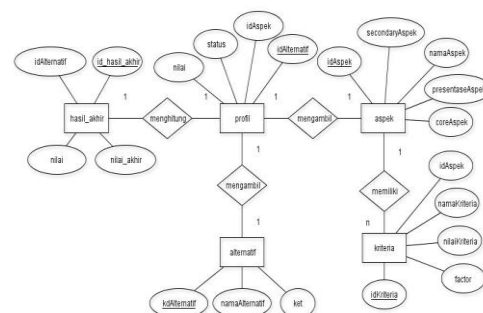 idAspek
secondaryAspek
status
namaAspek
idAlternatif
id_hasil_akhir
nilai
idAlternatif
idAspek
presentaseAspek
1
1
1
1
hasil_akhir
menghitung
profil
mengambil
aspek
coreAspek
1
1
nilai
nilai_akhir
idAspek
mengambil
memiliki
namaKriteria
1
n
nilaiKriteria
alternatif
kriteria
factor
kdAlternatif
namaAlternatif
ket
idKriteria